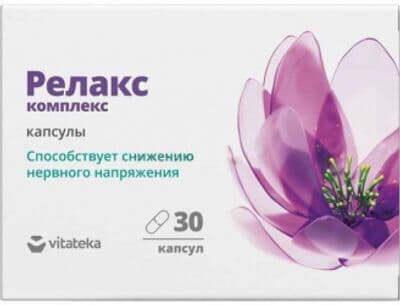 Релакс
комплекс
капсулы
Способствует снижению
нервного напряжения
30
капсул
vitateka